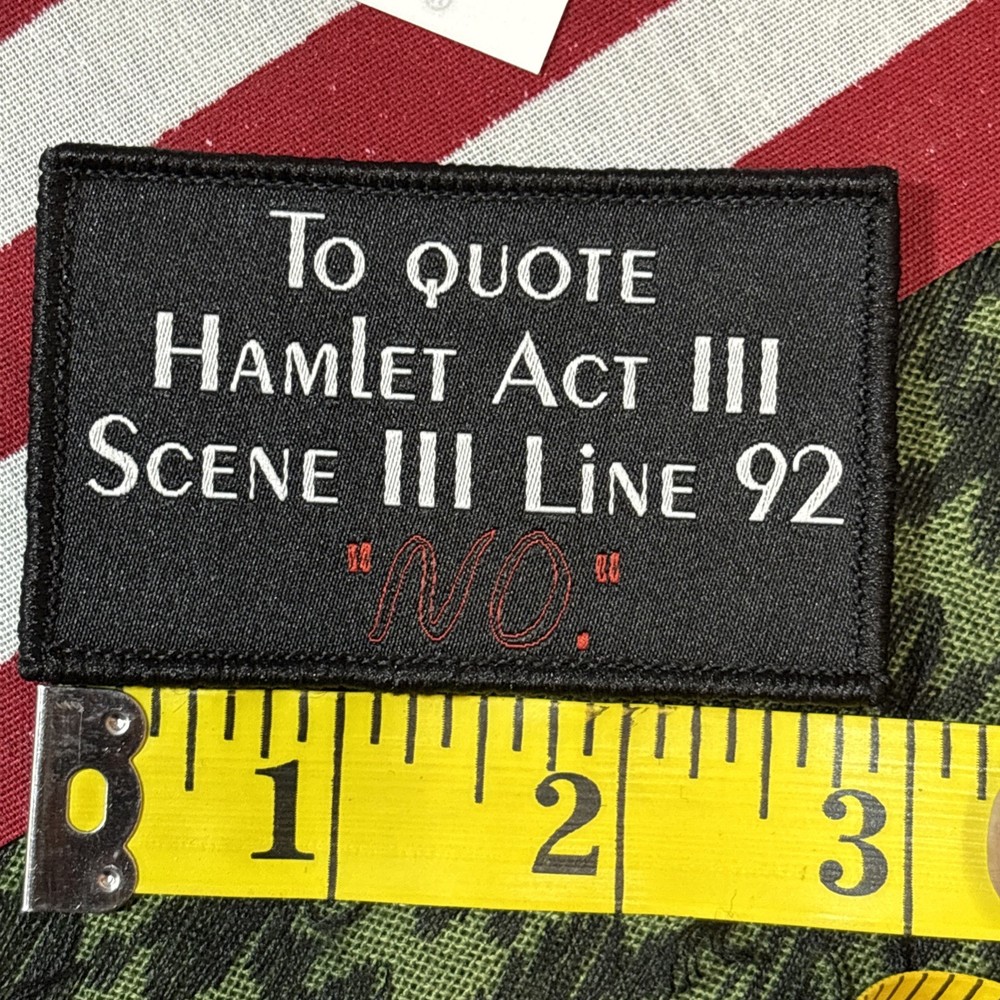 To quote
Hamlet Act III
Scene III Line 92
"NO."
1 2 3